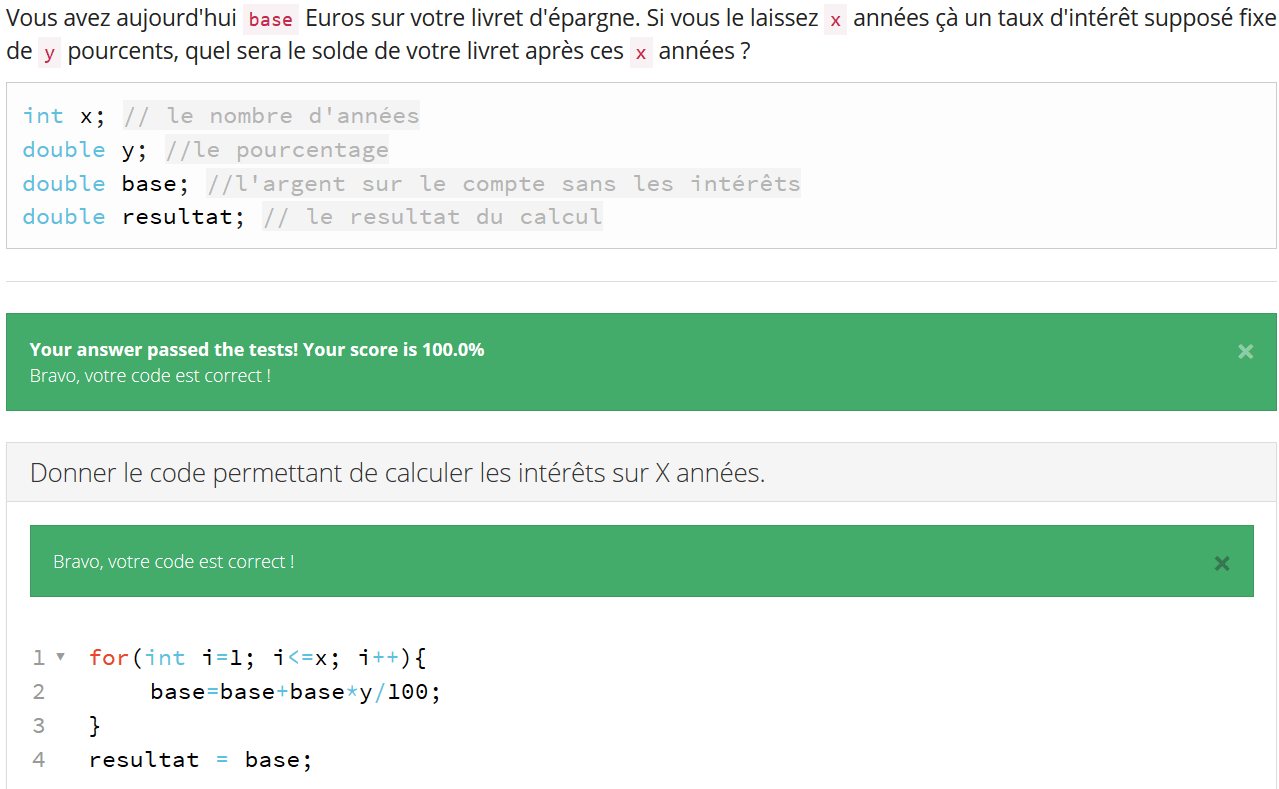 Vous avez aujourd'hui base Euros sur votre livret d'épargne. Si vous le laissez x années çà un taux d'intérêt supposé fixe
de y pourcents, quel sera le solde de votre livret après ces x années ?
int x; // le nombre d'années
double y; //le pourcentage
double base; //l'argent sur le compte sans les intérêts
double resultat; // le resultat du calcul
Your answer passed the tests! Your score is 100.0%
Bravo, votre code est correct !
Donner le code permettant de calculer les intérêts sur X années.
Bravo, votre code est correct !
1 for(int i=1; i<=x; i++){
2 base=base+base*y/100;
3 }
4 resultat = base;